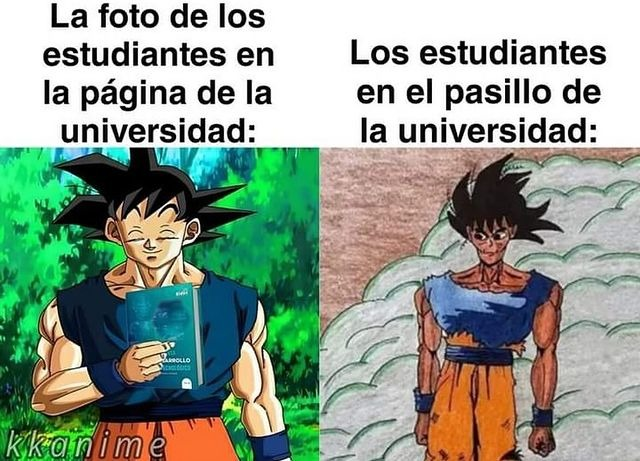 La foto de los
estudiantes en
la página de la
universidad:
Los estudiantes
en el pasillo de
la universidad:
kkanime